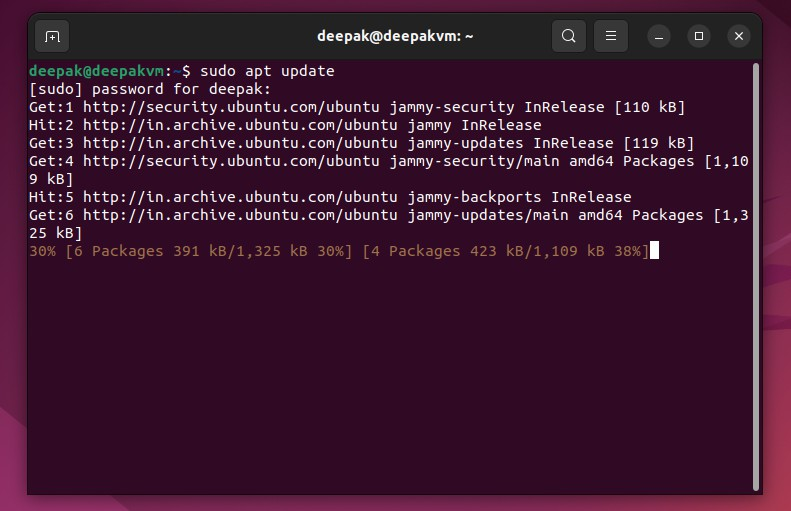 deepak@deepakvm: ~
deepak@deepakvm:~$ sudo apt update
[sudo] password for deepak:
Get:1 http://security.ubuntu.com/ubuntu jammy-security InRelease [110 kB]
Hit:2 http://in.archive.ubuntu.com/ubuntu jammy InRelease
Get:3 http://in.archive.ubuntu.com/ubuntu jammy-updates InRelease [119 kB]
Get:4 http://security.ubuntu.com/ubuntu jammy-security/main amd64 Packages [1,10
9 kB]
Hit:5 http://in.archive.ubuntu.com/ubuntu jammy-backports InRelease
Get:6 http://in.archive.ubuntu.com/ubuntu jammy-updates/main amd64 Packages [1,3
25 kB]
30% [6 Packages 391 kB/1,325 kB 30%] [4 Packages 423 kB/1,109 kB 38%]